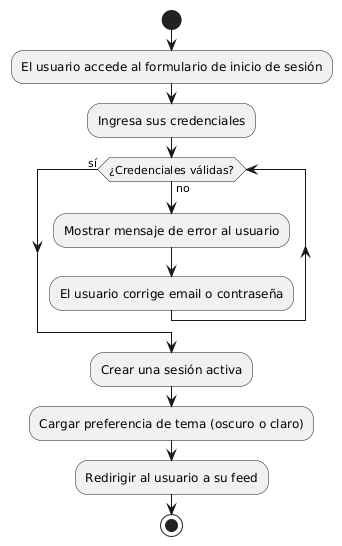 El usuario accede al formulario de inicio de sesión
Ingresa sus credenciales
sí
¿Credenciales válidas?
no
Mostrar mensaje de error al usuario
El usuario corrige email o contraseña
Crear una sesión activa
Cargar preferencia de tema (oscuro o claro)
Redirigir al usuario a su feed